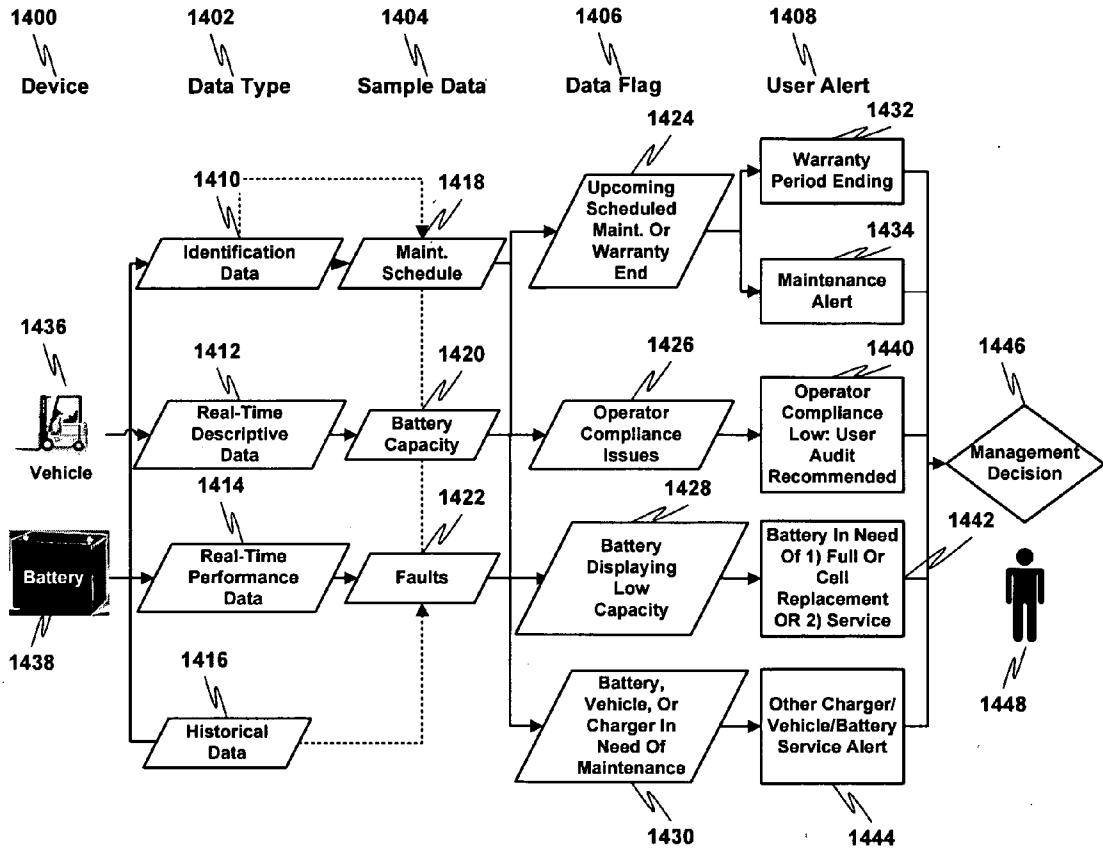 1400
1402
1404
1406
1408
Device
Data Type
Sample Data
Data Flag
User Alert
1424
1432
Warranty
Period Ending
1410
1418
Upcoming
Scheduled
Maint. Or
Warranty
End
1434
Identification
Data
Maint.
Schedule
Maintenance
Alert
1436
1412
1420
1426
1440
1446
Vehicle
Real-Time
Descriptive
Data
Battery
Capacity
Operator
Compliance
Issues
Operator
Compliance
Low: User
Audit
Recommended
Management
Decision
1414
1422
1428
1442
Battery
Real-Time
Performance
Data
Faults
Battery
Displaying
Low
Capacity
Battery In Need
Of 1) Full Or
Cell
Replacement
OR 2) Service
1438
1416
1448
Historical
Data
Battery,
Vehicle, Or
Charger In
Need Of
Maintenance
Other Charger/
Vehicle/Battery
Service Alert
1430
1444